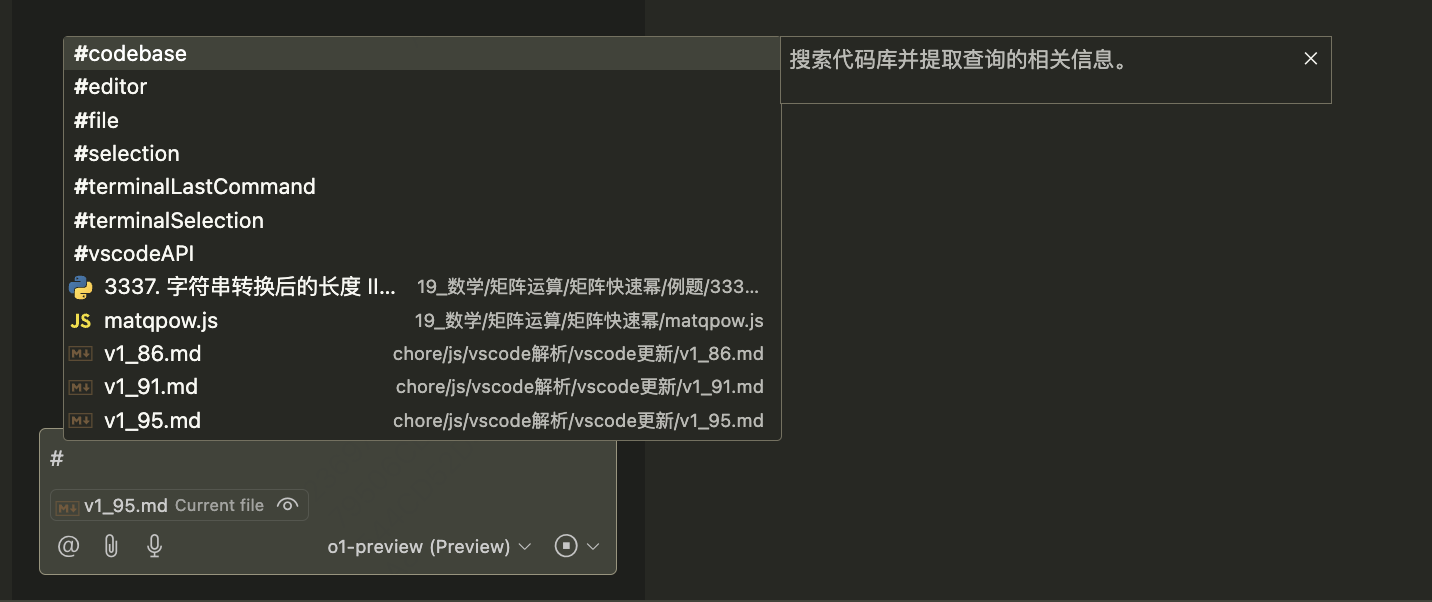 #codebase
搜索代码库并提取查询的相关信息。
#editor
#file
#selection
#terminalLastCommand
#terminalSelection
#vscodeAPI
3337. 字符串转换后的长度 II... 19_数学/矩阵运算/矩阵快速幂/例题/333...
JS matqpow.js 19_数学/矩阵运算/矩阵快速幂/matqpow.js
M↓ v1_86.md chore/js/vscode解析/vscode更新/v1_86.md
M↓ v1_91.md chore/js/vscode解析/vscode更新/v1_91.md
M↓ v1_95.md chore/js/vscode解析/vscode更新/v1_95.md
#
M↓ v1_95.md Current file
@ o1-preview (Preview)